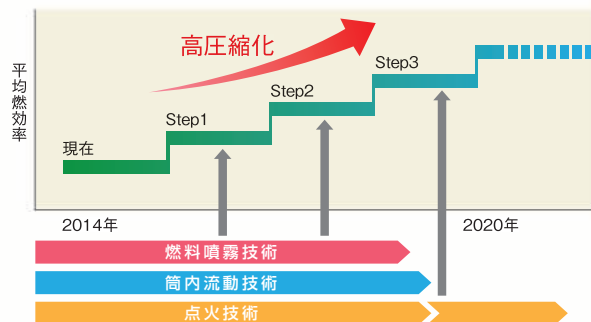 高圧縮化
平均燃効率
現在
Step1
Step2
Step3
2014年
2020年
燃料噴霧技術
筒内流動技術
点火技術